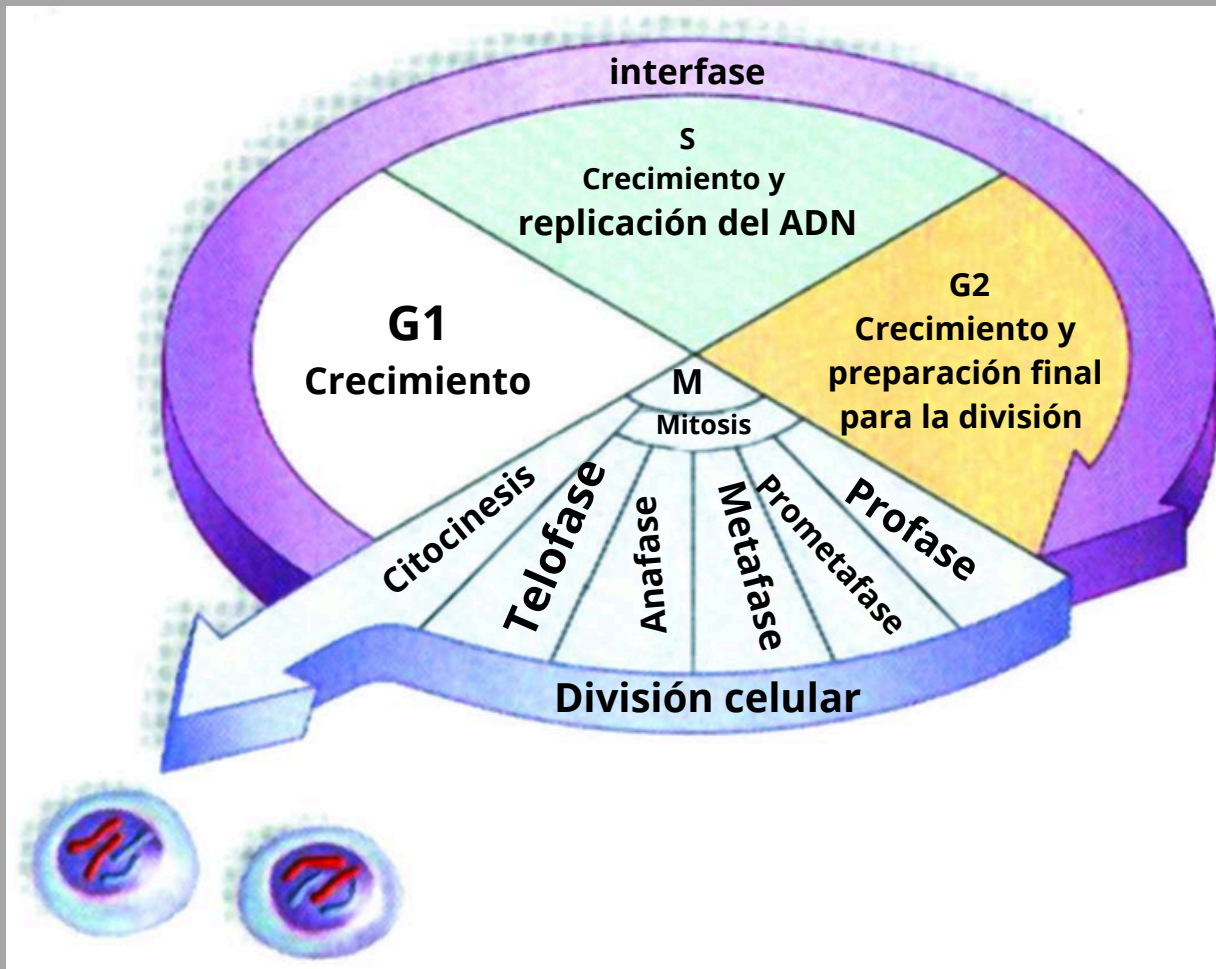 interfase
S
Crecimiento y
replicación del ADN
G1
Crecimiento
G2
Crecimiento y
preparación final
para la división
M
Mitosis
Citocinesis
Telofase
Anafase
Metafase
Prometafase
Profase
División celular